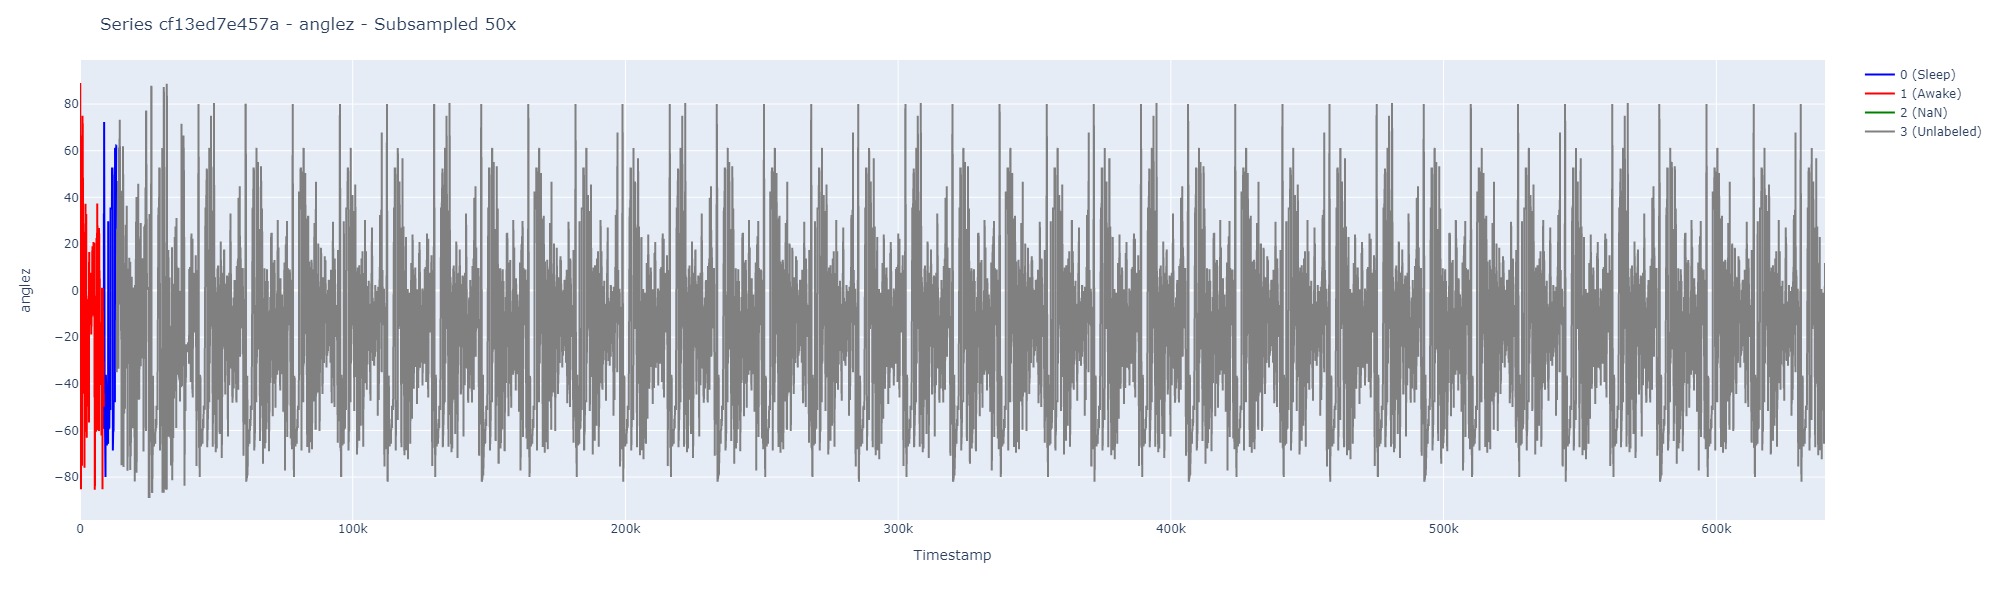 Series cf13ed7e457a - anglez - Subsampled 50x
0 (Sleep)
1 (Awake)
2 (NaN)
3 (Unlabeled)
80
60
40
20
0
−20
−40
−60
−80
anglez
0
100k
200k
300k
400k
500k
600k
Timestamp